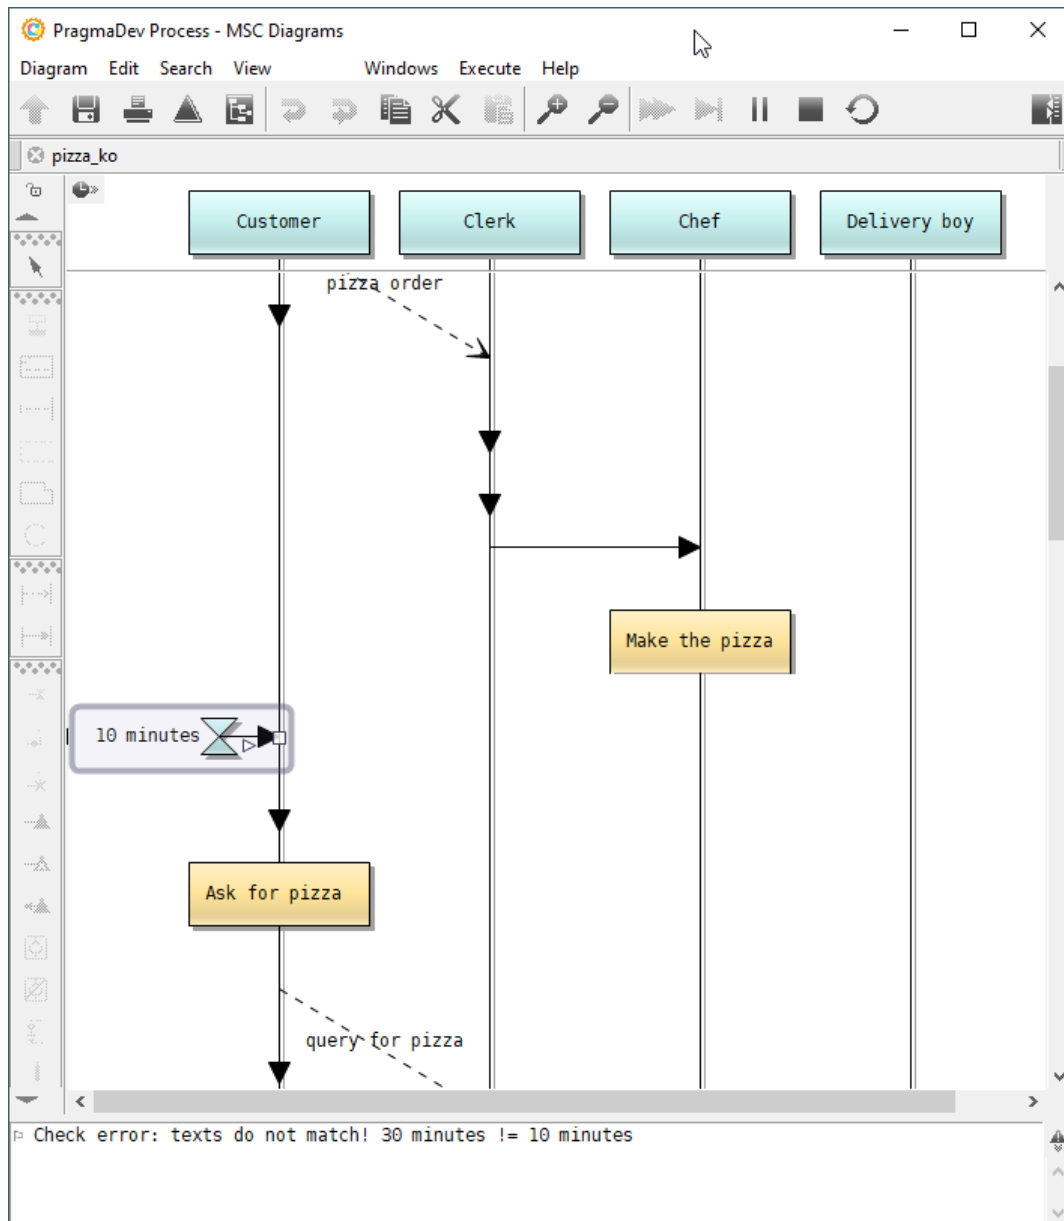 PragmaDev Process - MSC Diagrams
Diagram Edit Search View Windows Execute Help
pizza_ko
Customer Clerk Chef Delivery boy
pizza order
Make the pizza
10 minutes
Ask for pizza
query for pizza
Check error: texts do not match! 30 minutes != 10 minutes